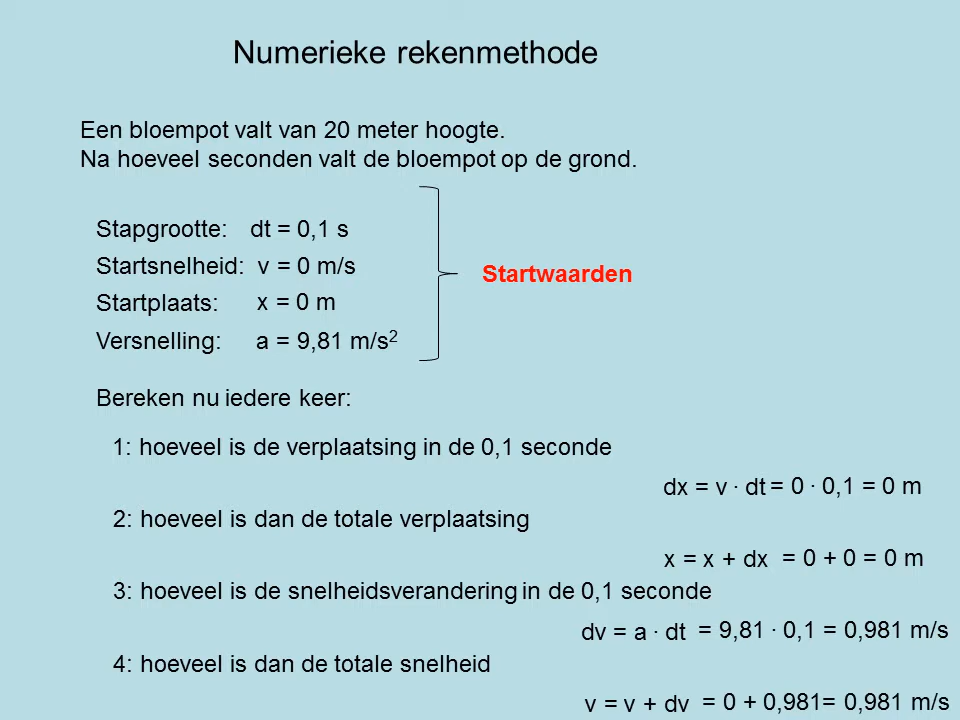 Numerieke rekenmethode
Een bloempot valt van 20 meter hoogte.
Na hoeveel seconden valt de bloempot op de grond.
Stapgrootte: dt = 0,1 s
Startsnelheid: v = 0 m/s
Startwaarden
Startplaats: x = 0 m
Versnelling: a = 9,81 m/s²
Bereken nu iedere keer:
1: hoeveel is de verplaatsing in de 0,1 seconde
dx = v · dt = 0 · 0,1 = 0 m
2: hoeveel is dan de totale verplaatsing
x = x + dx = 0 + 0 = 0 m
3: hoeveel is de snelheidsverandering in de 0,1 seconde
dv = a · dt = 9,81 · 0,1 = 0,981 m/s
4: hoeveel is dan de totale snelheid
v = v + dv = 0 + 0,981= 0,981 m/s